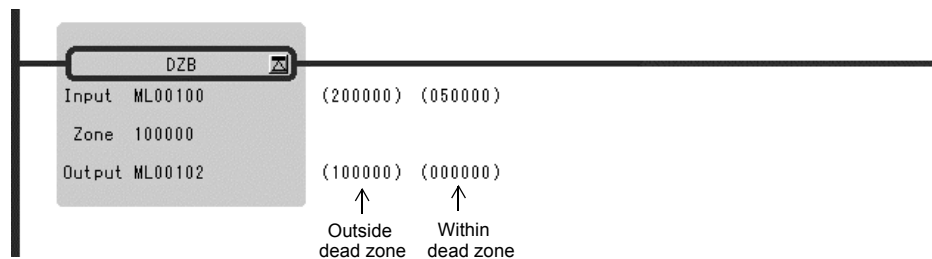 DZB
Input ML00100 (200000) (050000)
Zone 100000
Output ML00102 (100000) (000000)
Outside Within
dead zone dead zone